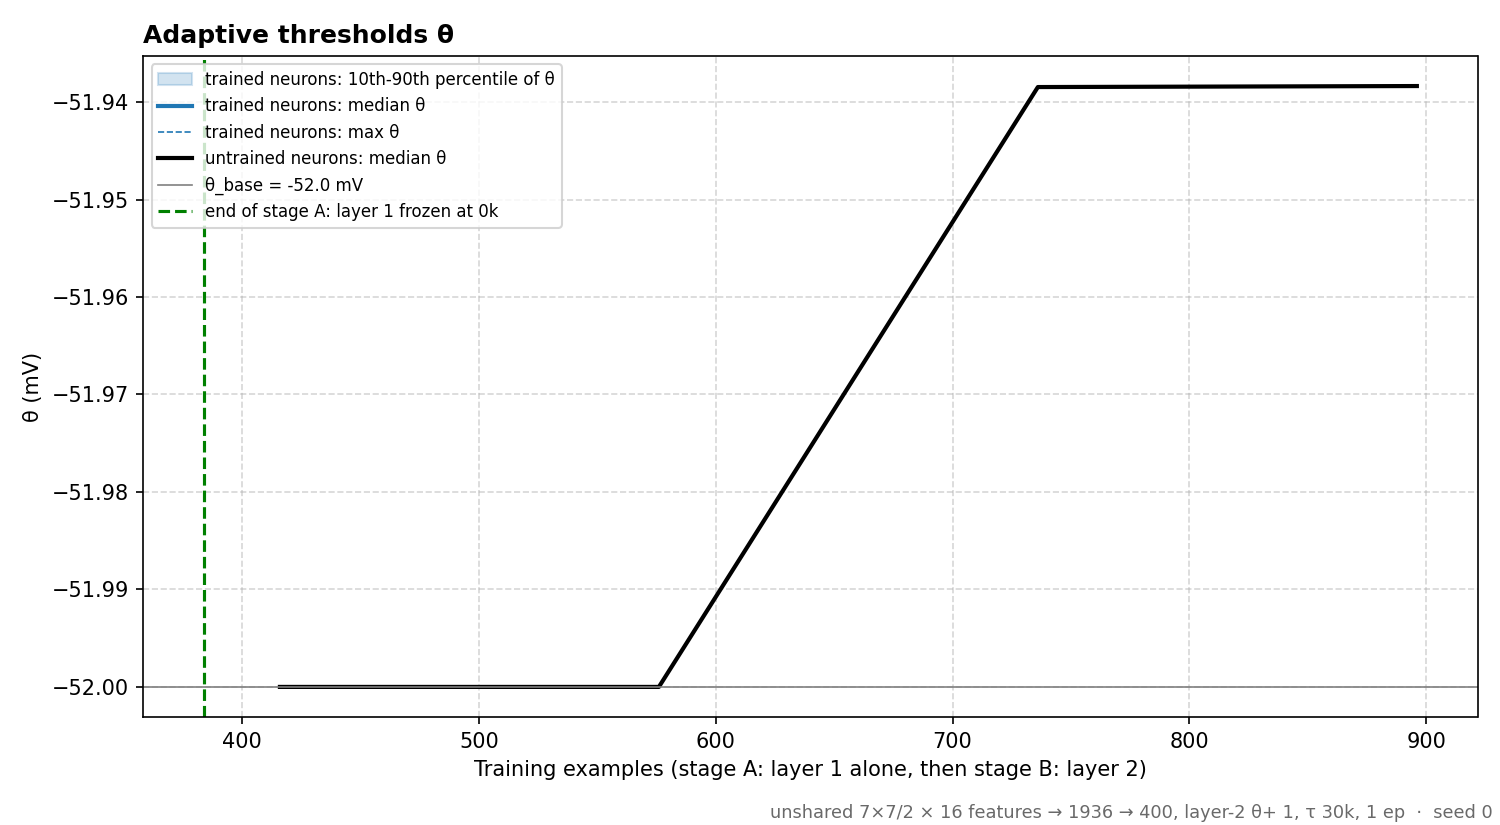 Adaptive thresholds θ
trained neurons: 10th-90th percentile of θ
trained neurons: median θ
trained neurons: max θ
untrained neurons: median θ
θ_base = -52.0 mV
end of stage A: layer 1 frozen at 0k
θ (mV)
−51.94
−51.95
−51.96
−51.97
−51.98
−51.99
−52.00
400 500 600 700 800 900
Training examples (stage A: layer 1 alone, then stage B: layer 2)
unshared 7×7/2 × 16 features → 1936 → 400, layer-2 θ+ 1, τ 30k, 1 ep · seed 0